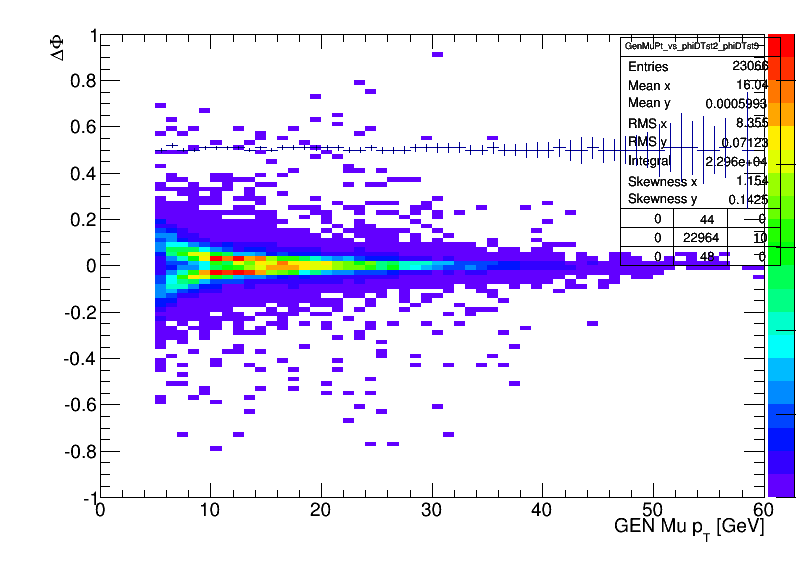 GenMuPt_vs_phiDTst2_phiDTst3
Entries 23066
Mean x 16.04
Mean y 0.0005993
RMS x 8.355
RMS y 0.07123
Integral 2.296e+04
Skewness x 1.154
Skewness y 0.1425
0 44 0
0 22964 10
0 48 0
ΔΦ
1
0.8
0.6
0.4
0.2
0
-0.2
-0.4
-0.6
-0.8
-1
0 10 20 30 40 50 60
GEN Mu pT [GeV]